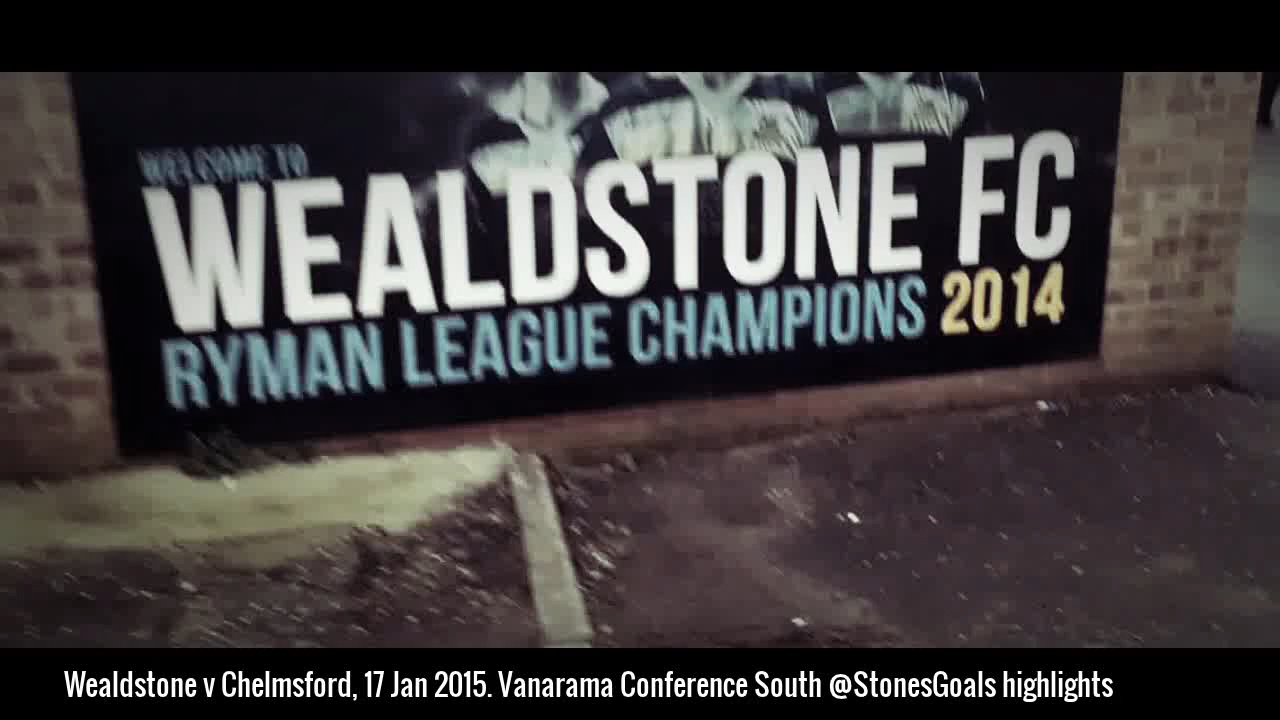 WELCOME TO
WEALDSTONE FC
RYMAN LEAGUE CHAMPIONS 2014
Wealdstone v Chelmsford, 17 Jan 2015. Vanarama Conference South @StonesGoals highlights